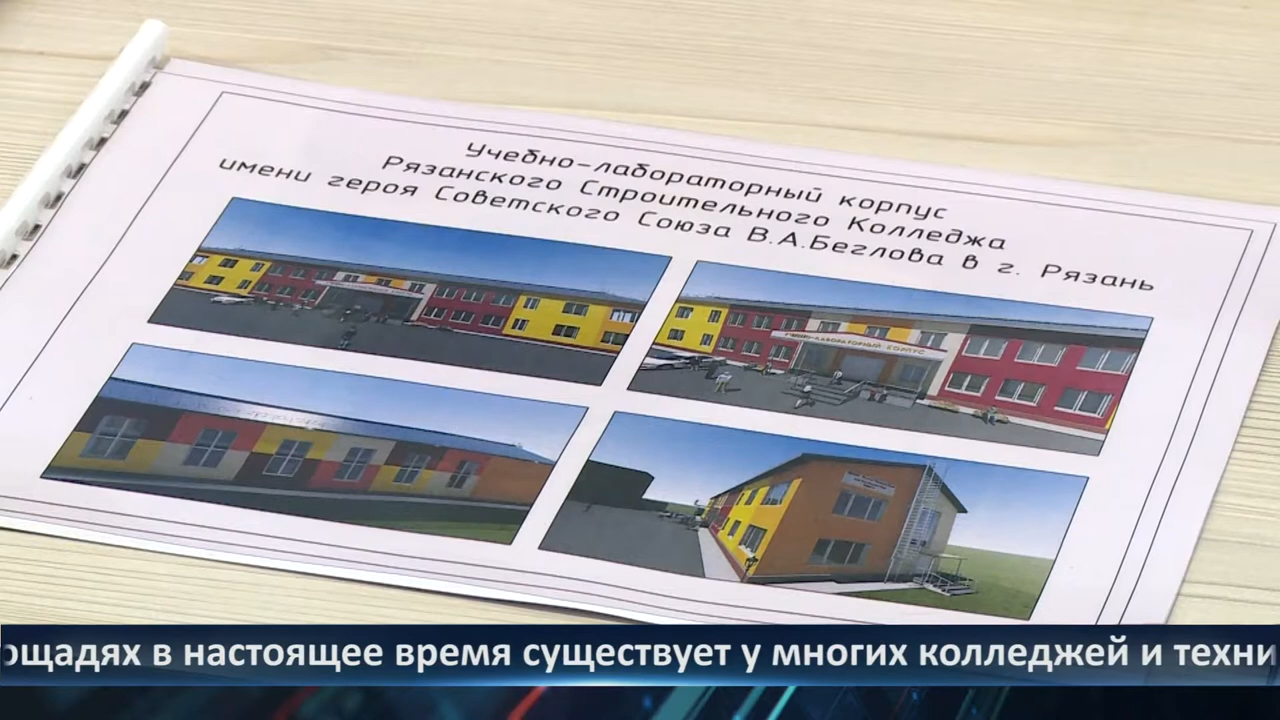 Учебно-лабораторный корпус
Рязанского Строительного Колледжа
имени героя Советского Союза В.А.Беглова в г. Рязань
УЧЕБНО-ЛАБОРАТОРНЫЙ КОРПУС
ощадях в настоящее время существует у многих колледжей и техни